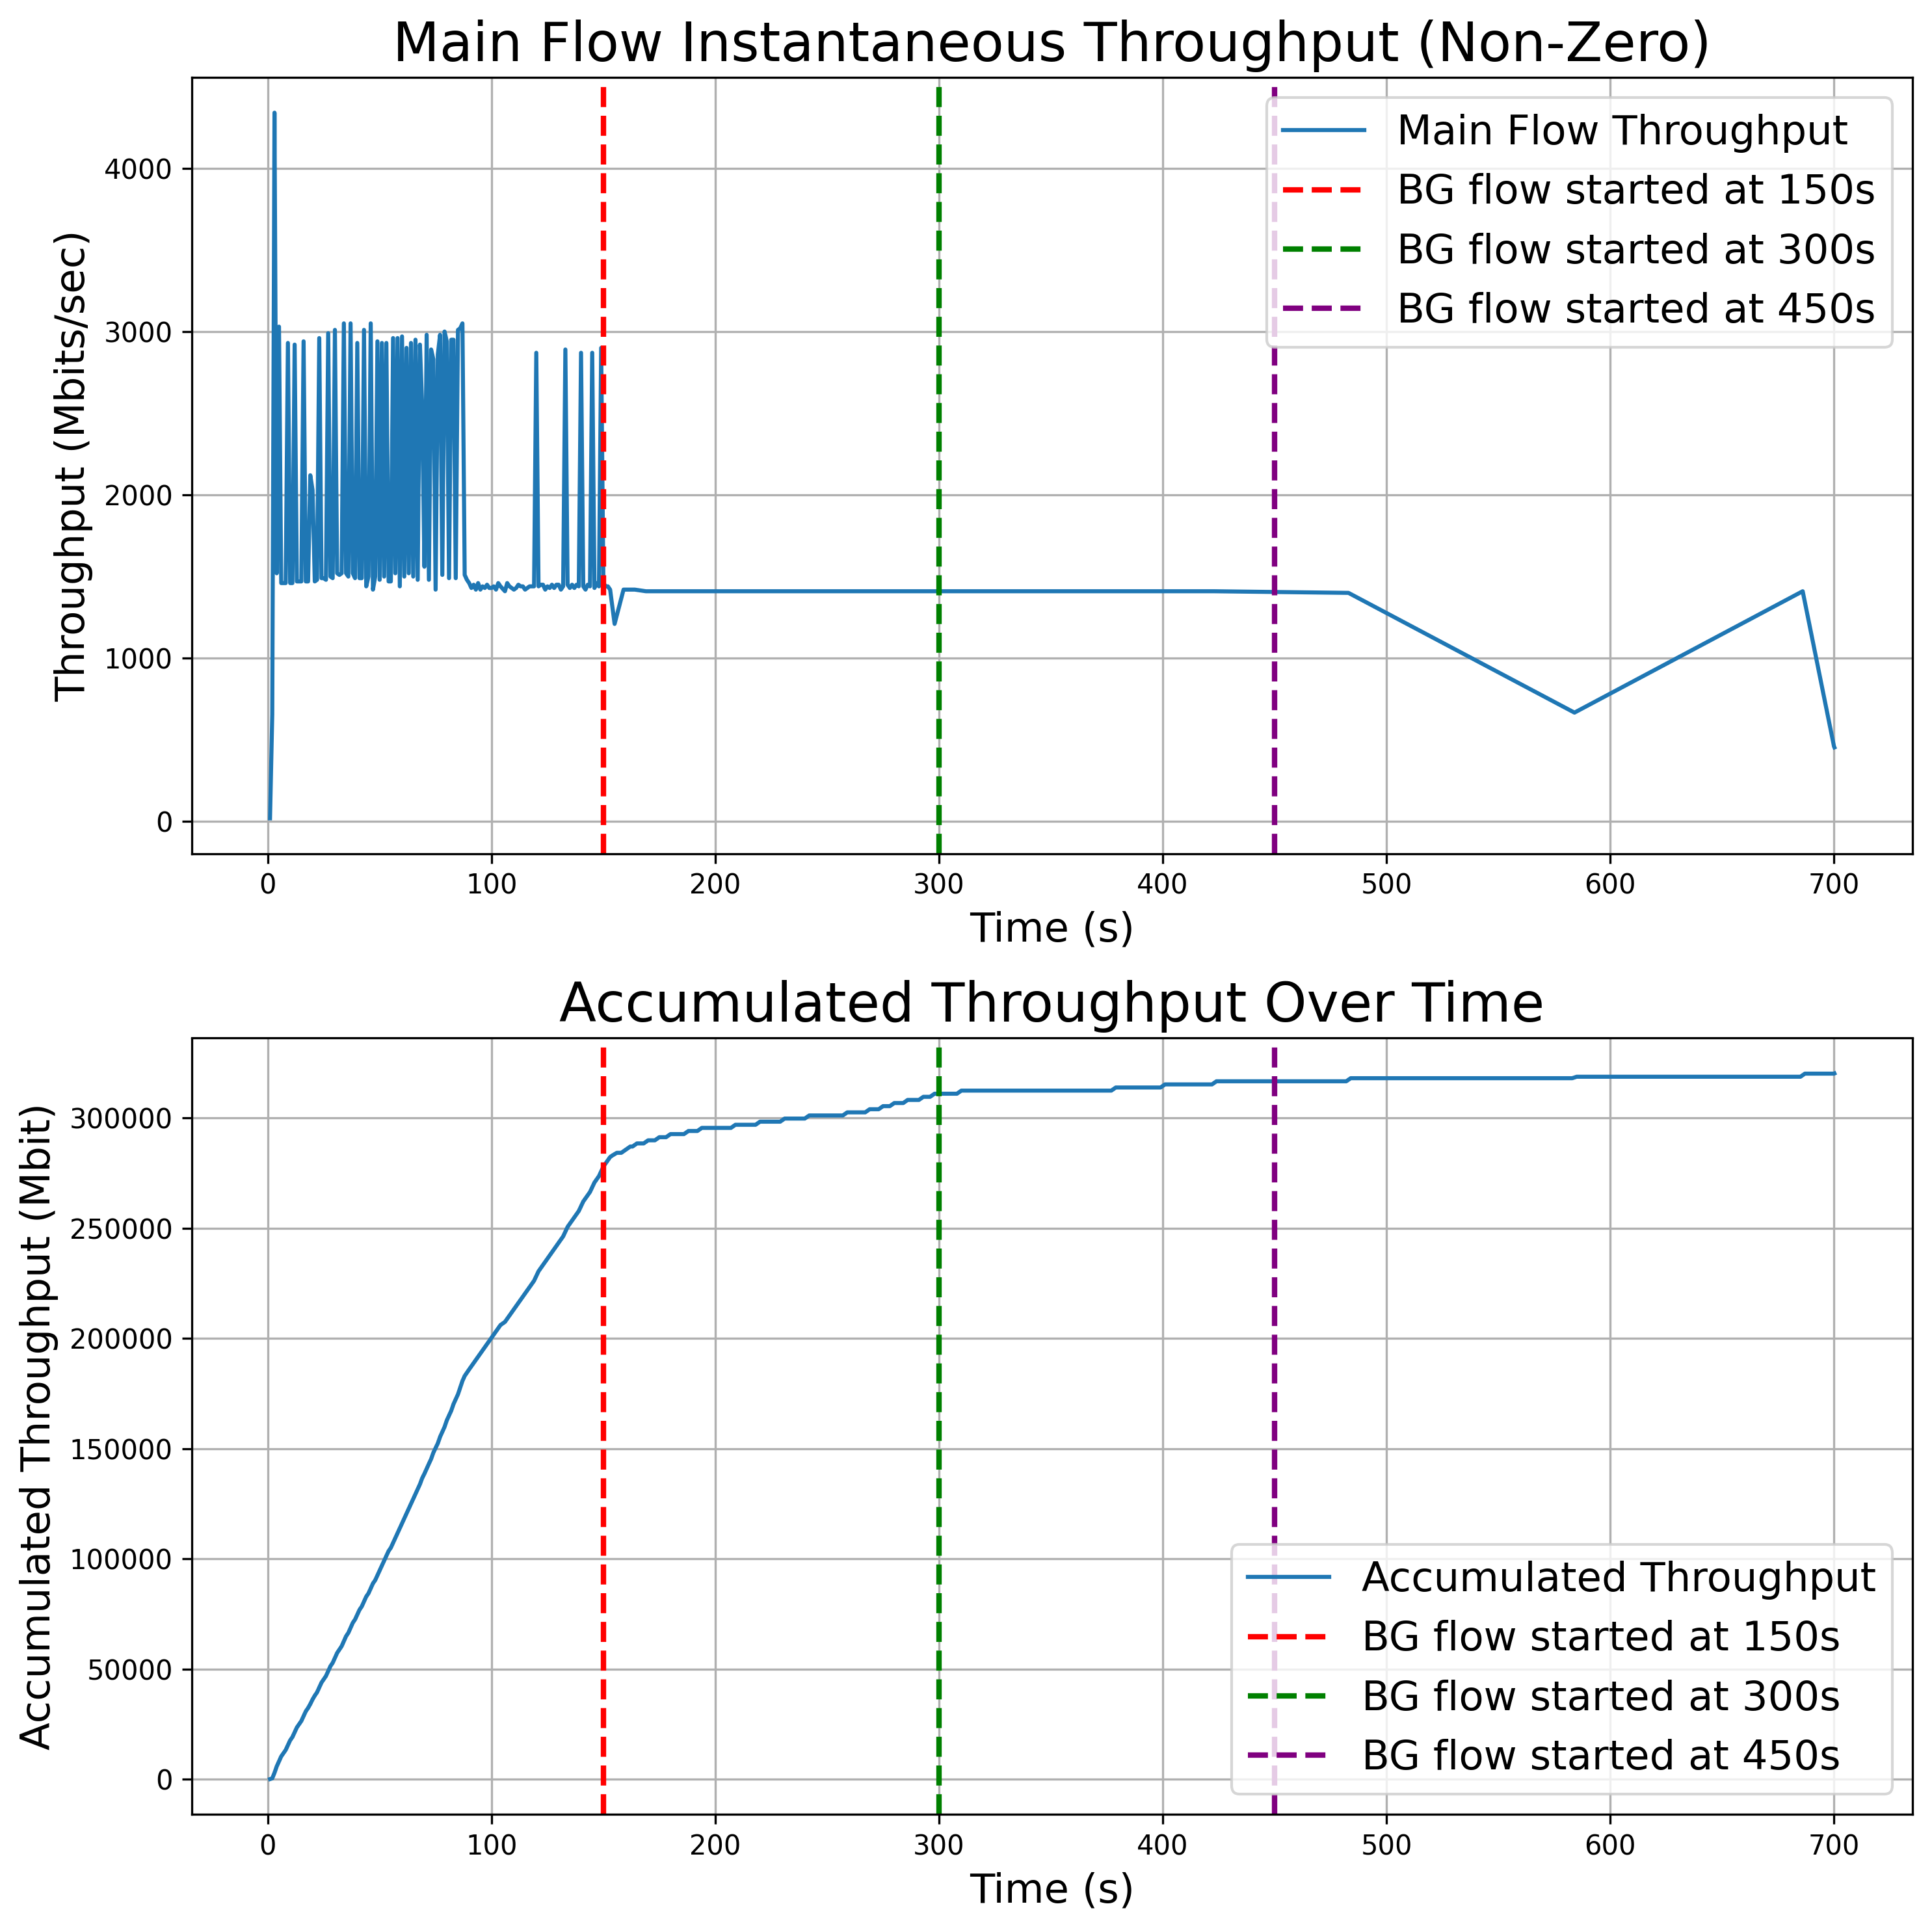 Main Flow Instantaneous Throughput (Non-Zero)
Throughput (Mbits/sec)
4000
3000
2000
1000
0
Main Flow Throughput
BG flow started at 150s
BG flow started at 300s
BG flow started at 450s
0 100 200 300 400 500 600 700
Time (s)
Accumulated Throughput Over Time
Accumulated Throughput (Mbit)
300000
250000
200000
150000
100000
50000
0
Accumulated Throughput
BG flow started at 150s
BG flow started at 300s
BG flow started at 450s
0 100 200 300 400 500 600 700
Time (s)